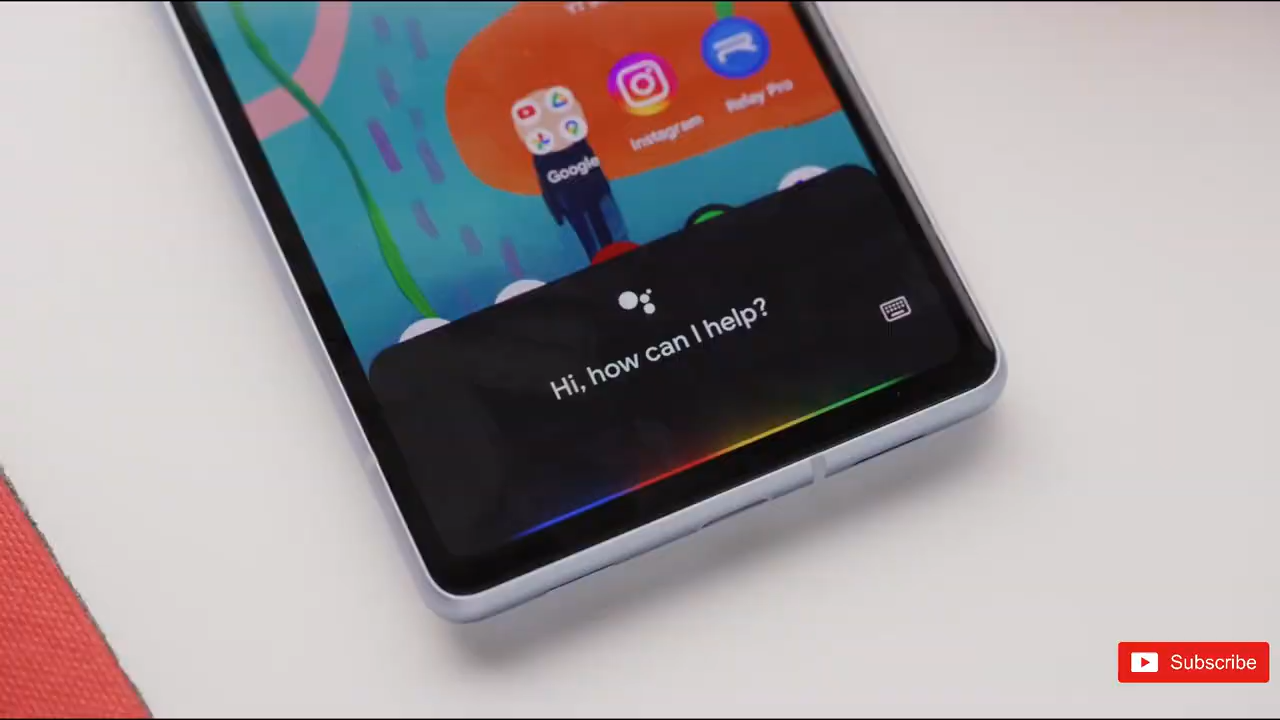 Google
Instagram
Relay Pro
Hi, how can I help?
Subscribe